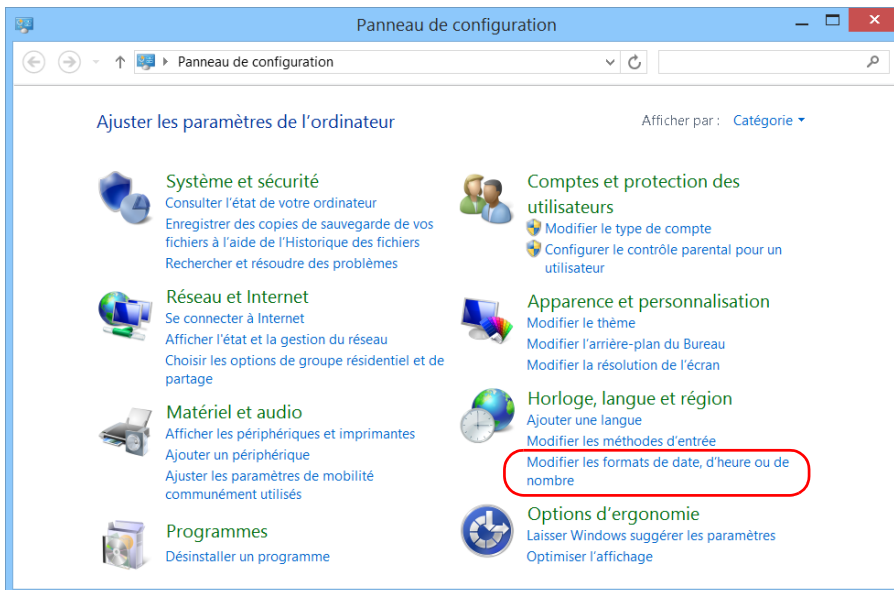 Panneau de configuration
Panneau de configuration
Ajuster les paramètres de l'ordinateur
Afficher par : Catégorie
Système et sécurité
Consulter l'état de votre ordinateur
Enregistrer des copies de sauvegarde de vos
fichiers à l'aide de l'Historique des fichiers
Rechercher et résoudre des problèmes
Réseau et Internet
Se connecter à Internet
Afficher l'état et la gestion du réseau
Choisir les options de groupe résidentiel et de
partage
Matériel et audio
Afficher les périphériques et imprimantes
Ajouter un périphérique
Ajuster les paramètres de mobilité
communément utilisés
Programmes
Désinstaller un programme
Comptes et protection des
utilisateurs
Modifier le type de compte
Configurer le contrôle parental pour un
utilisateur
Apparence et personnalisation
Modifier le thème
Modifier l'arrière-plan du Bureau
Modifier la résolution de l'écran
Horloge, langue et région
Ajouter une langue
Modifier les méthodes d'entrée
Modifier les formats de date, d'heure ou de
nombre
Options d'ergonomie
Laisser Windows suggérer les paramètres
Optimiser l'affichage